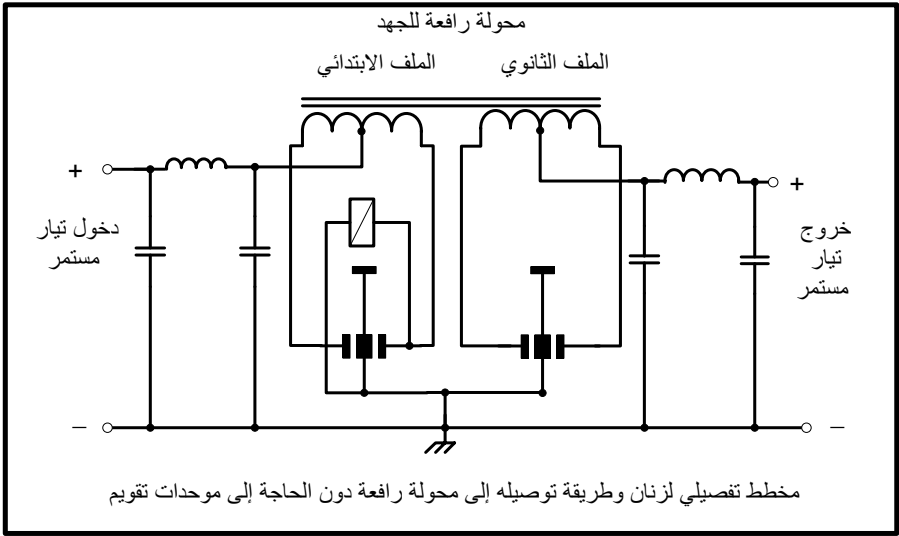 محولة رافعة للجهد
الملف الثانوي
الملف الابتدائي
+
دخول تيار
مستمر
−
+
خروج
تيار
مستمر
−
مخطط تفصيلي لزنان وطريقة توصيله إلى محولة رافعة دون الحاجة إلى موحدات تقويم